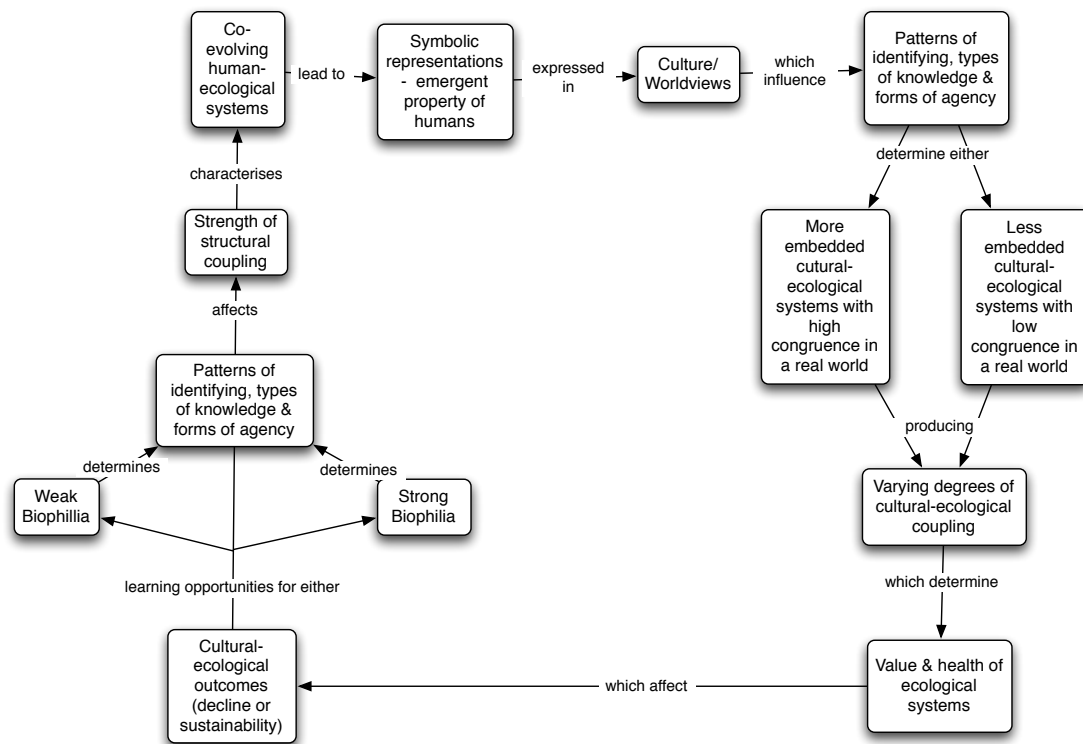 Co-
evolving
human-
ecological
systems
lead to
Symbolic
representations
- emergent
property of
humans
expressed
in
Culture/
Worldviews
which
influence
Patterns of
identifying, types
of knowledge &
forms of agency
determine either
More
embedded
cutural-
ecological
systems with
high
congruence in
a real world
Less
embedded
cultural-
ecological
systems with
low
congruence in
a real world
producing
Varying degrees of
cultural-ecological
coupling
which determine
Value & health of
ecological
systems
which affect
Cultural-
ecological
outcomes
(decline or
sustainability)
learning opportunities for either
Weak
Biophillia
determines
Strong
Biophilia
determines
Patterns of
identifying, types
of knowledge &
forms of agency
affects
Strength of
structural
coupling
characterises